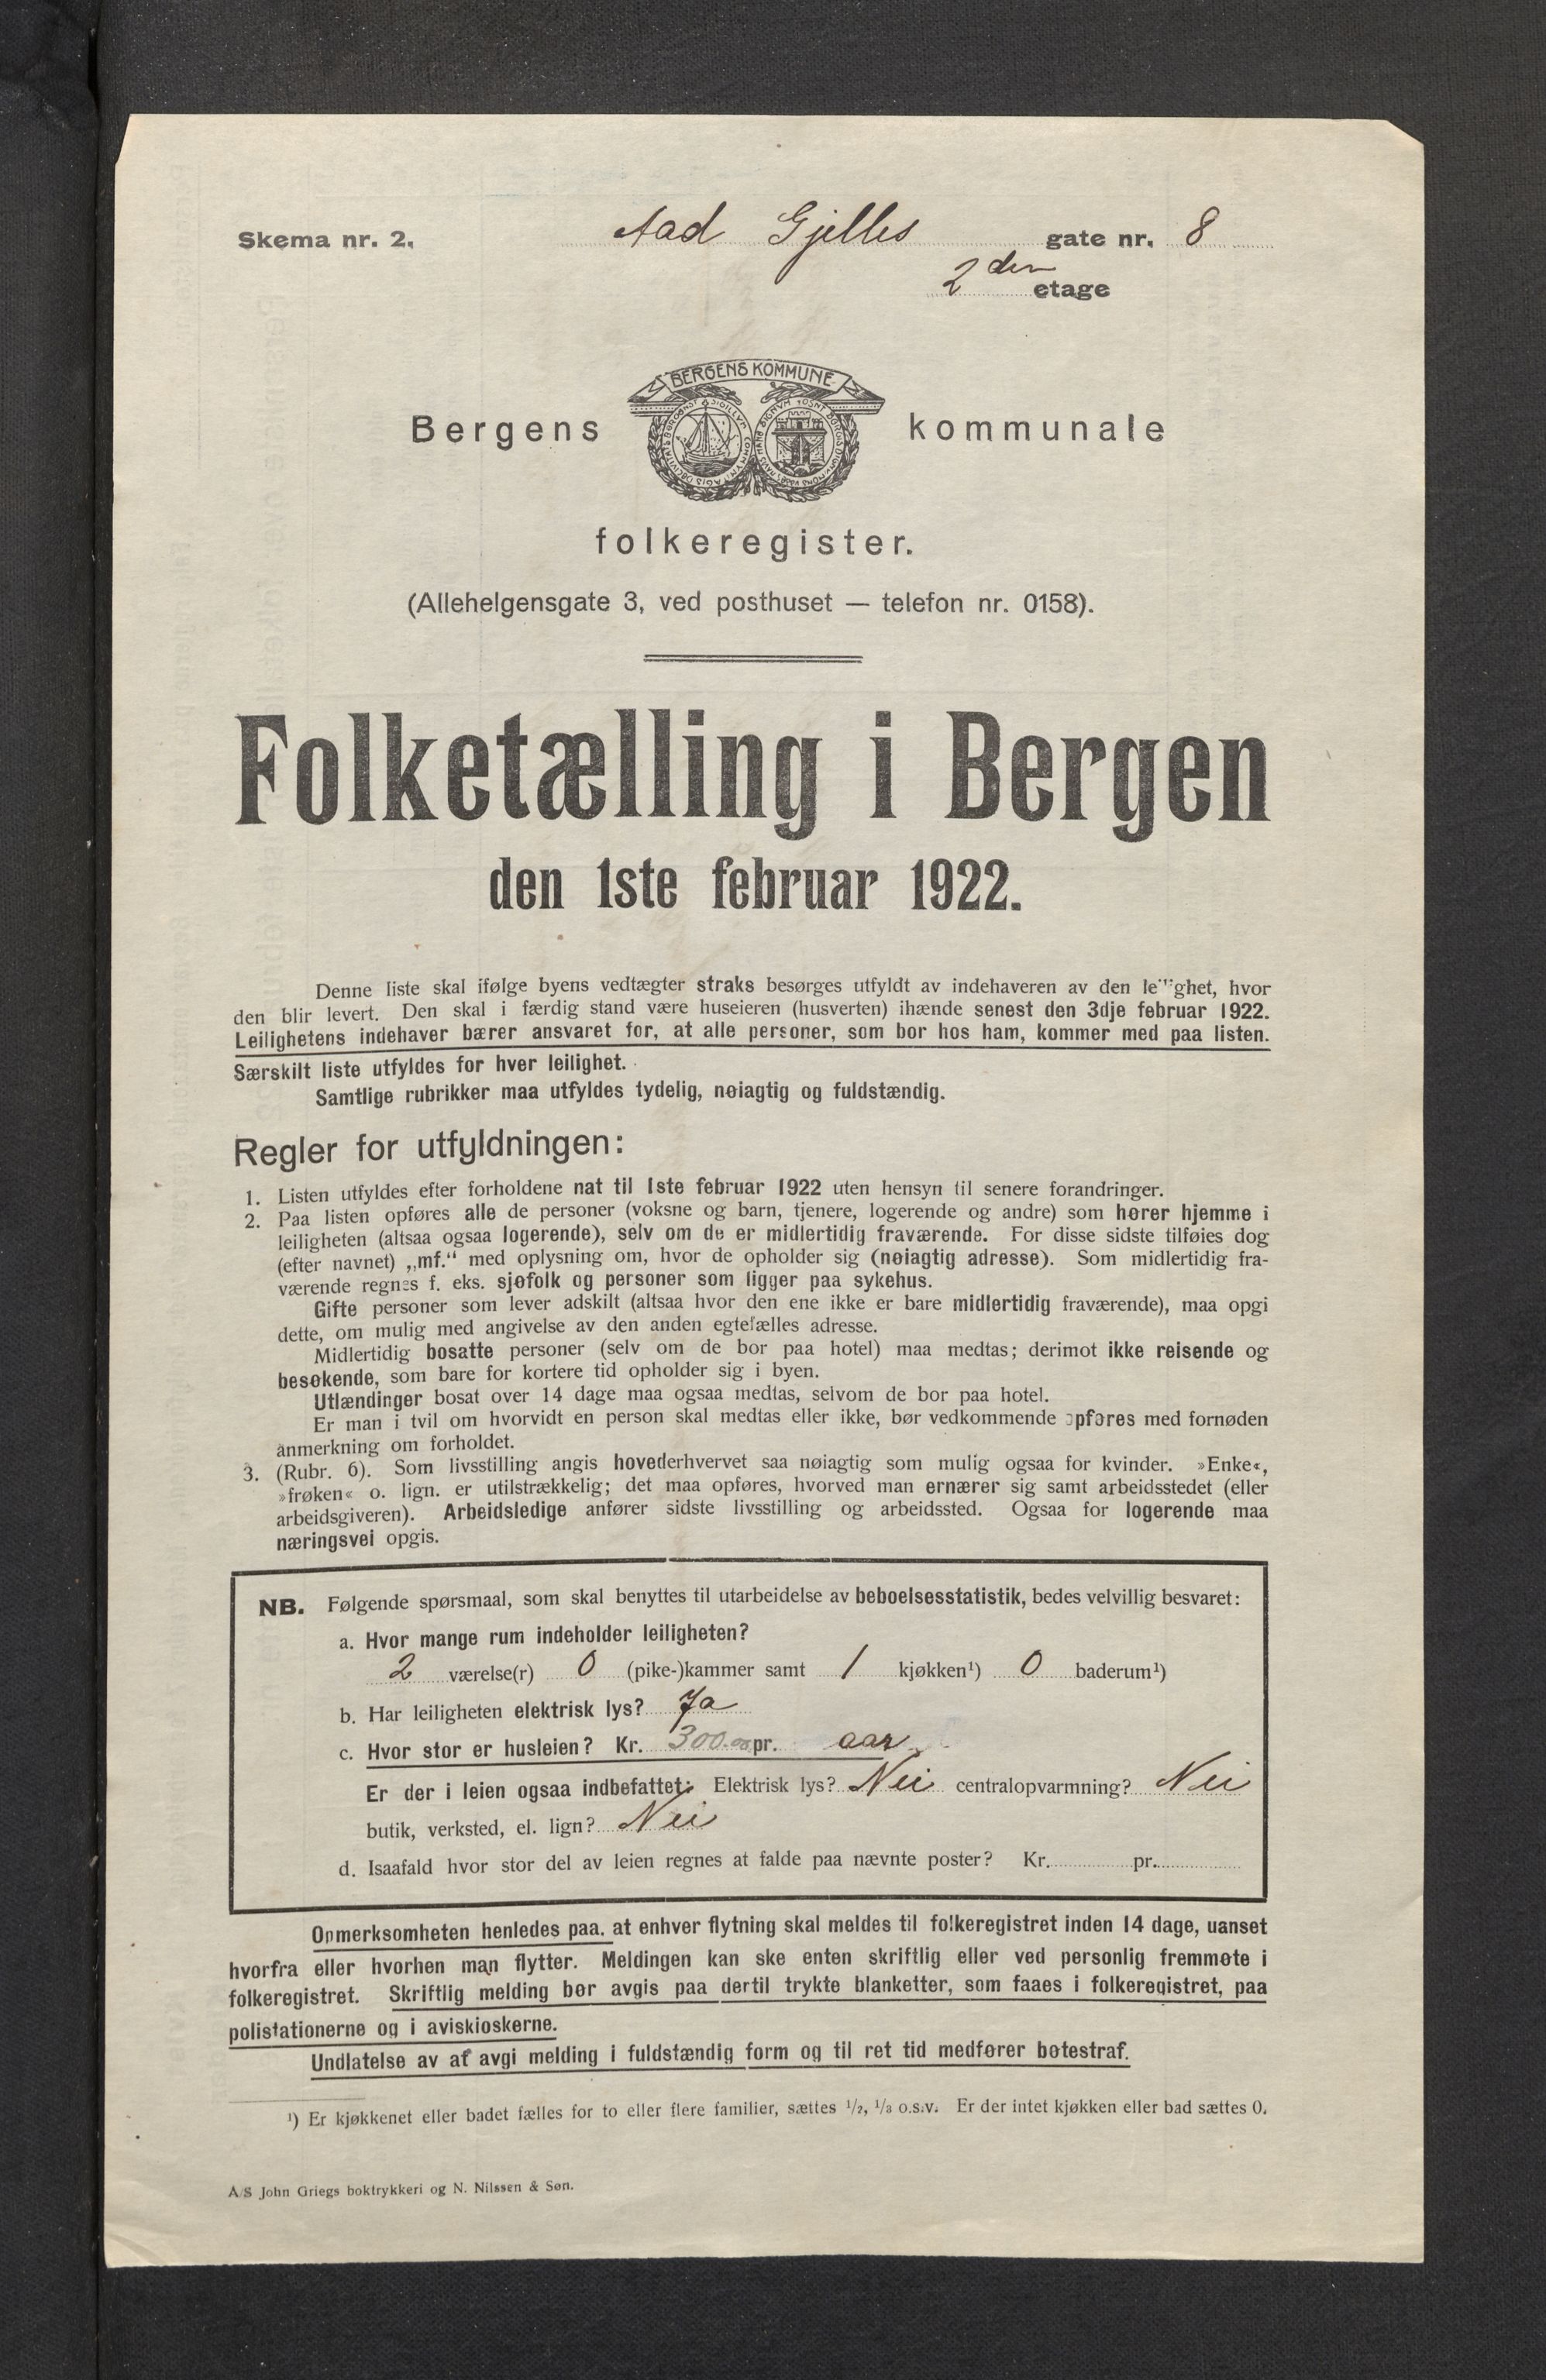 Skema nr. 2, Aad Gjelles gate nr. 8
2den etage
BERGENS KOMMUNE
Bergens kommunale
folkeregister.
(Allehelgensgate 3, ved posthuset — telefon nr. 0158).
Folketælling i Bergen
den 1ste februar 1922.
Denne liste skal ifølge byens vedtægter straks besørges utfyldt av indehaveren av den leilighet, hvor
den blir levert. Den skal i færdig stand være huseieren (husverten) ihænde senest den 3dje februar 1922.
Leilighetens indehaver bærer ansvaret for, at alle personer, som bor hos ham, kommer med paa listen.
Særskilt liste utfyldes for hver leilighet.
Samtlige rubrikker maa utfyldes tydelig, nøiagtig og fuldstændig.
Regler for utfyldningen:
1. Listen utfyldes efter forholdene nat til 1ste februar 1922 uten hensyn til senere forandringer.
2. Paa listen opføres alle de personer (voksne og barn, tjenere, logerende og andre) som hører hjemme i
leiligheten (altsaa ogsaa logerende), selv om de er midlertidig fraværende. For disse sidste tilføies dog
(efter navnet) „mf.“ med oplysning om, hvor de opholder sig (nøiagtig adresse). Som midlertidig fra-
værende regnes f. eks. sjøfolk og personer som ligger paa sykehus.
Gifte personer som lever adskilt (altsaa hvor den ene ikke er bare midlertidig fraværende), maa opgi
dette, om mulig med angivelse av den anden egtefælles adresse.
Midlertidig bosatte personer (selv om de bor paa hotel) maa medtas; derimot ikke reisende og
besøkende, som bare for kortere tid opholder sig i byen.
Utlændinger bosat over 14 dage maa ogsaa medtas, selvom de bor paa hotel.
Er man i tvil om hvorvidt en person skal medtas eller ikke, bør vedkommende opføres med fornøden
anmerkning om forholdet.
3. (Rubr. 6). Som livsstilling angis hovederhvervet saa nøiagtig som mulig ogsaa for kvinder. »Enke«,
»frøken« o. lign. er utilstrækkelig; det maa opføres, hvorved man ernærer sig samt arbeidsstedet (eller
arbeidsgiveren). Arbeidsledige anfører sidste livsstilling og arbeidssted. Ogsaa for logerende maa
næringsvei opgis.
NB. Følgende spørsmaal, som skal benyttes til utarbeidelse av beboelsesstatistik, bedes velvillig besvaret:
a. Hvor mange rum indeholder leiligheten?
2 værelse(r) 0 (pike-)kammer samt 1 kjøkken¹) 0 baderum¹)
b. Har leiligheten elektrisk lys? Ja
c. Hvor stor er husleien? Kr. 300.00 pr. aar
Er der i leien ogsaa indbefattet: Elektrisk lys? Nei centralopvarmning? Nei
butik, verksted, el. lign? Nei
d. Isaafald hvor stor del av leien regnes at falde paa nævnte poster? Kr. pr.
Opmerksomheten henledes paa, at enhver flytning skal meldes til folkeregistret inden 14 dage, uanset
hvorfra eller hvorhen man flytter. Meldingen kan ske enten skriftlig eller ved personlig fremmøte i
folkeregistret. Skriftlig melding bør avgis paa dertil trykte blanketter, som faaes i folkeregistret, paa
polistationerne og i aviskioskerne.
Undlatelse av at avgi melding i fuldstændig form og til ret tid medfører bøtestraf.
¹) Er kjøkkenet eller badet fælles for to eller flere familier, sættes ¹/₂, ¹/₃ o.s.v. Er der intet kjøkken eller bad sættes 0.
A/S John Griegs boktrykkeri og N. Nilssen & Søn.